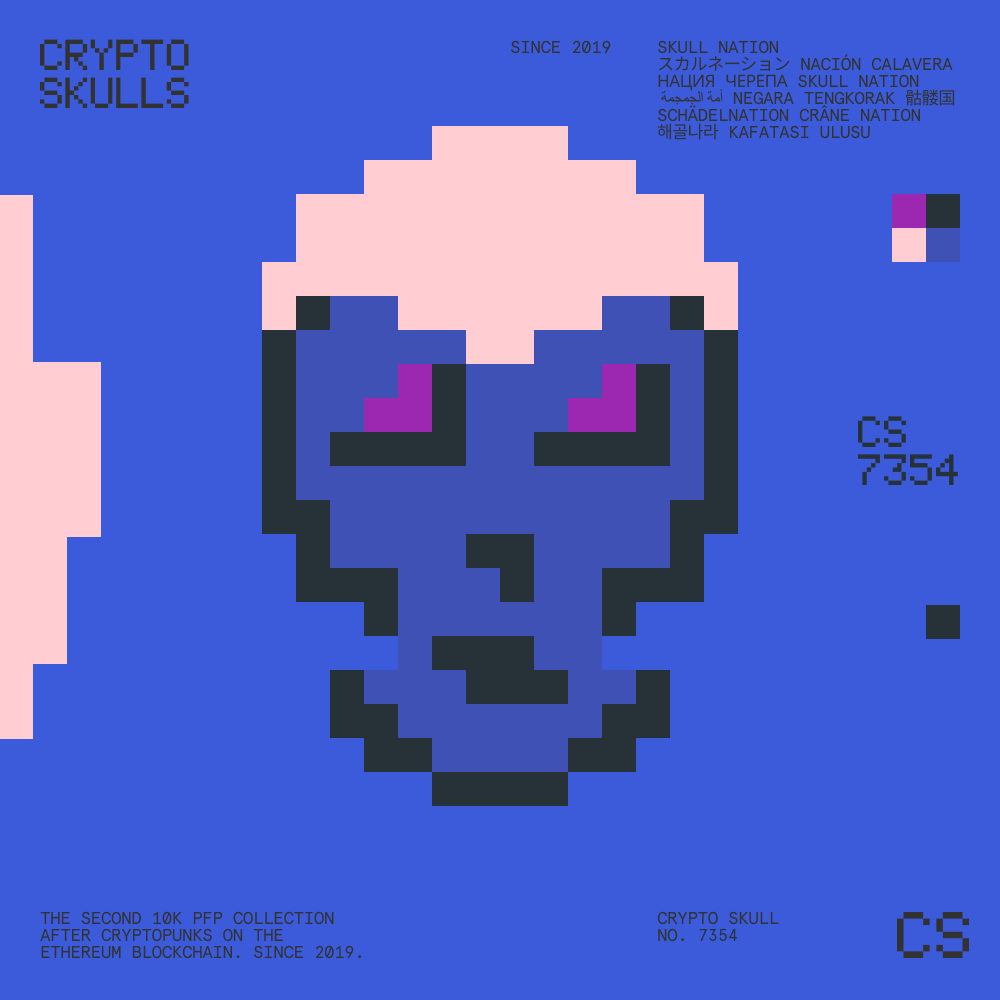 CRYPTO
SKULLS
SINCE 2019
SKULL NATION
スカルネーション NACIÓN CALAVERA
НАЦИЯ ЧЕРЕПА SKULL NATION
أمة الجمجمة NEGARA TENGKORAK 骷髅国
SCHÄDELNATION CRÂNE NATION
해골나라 KAFATASI ULUSU
CS
7354
THE SECOND 10K PFP COLLECTION
AFTER CRYPTOPUNKS ON THE
ETHEREUM BLOCKCHAIN. SINCE 2019.
CRYPTO SKULL
NO. 7354
CS